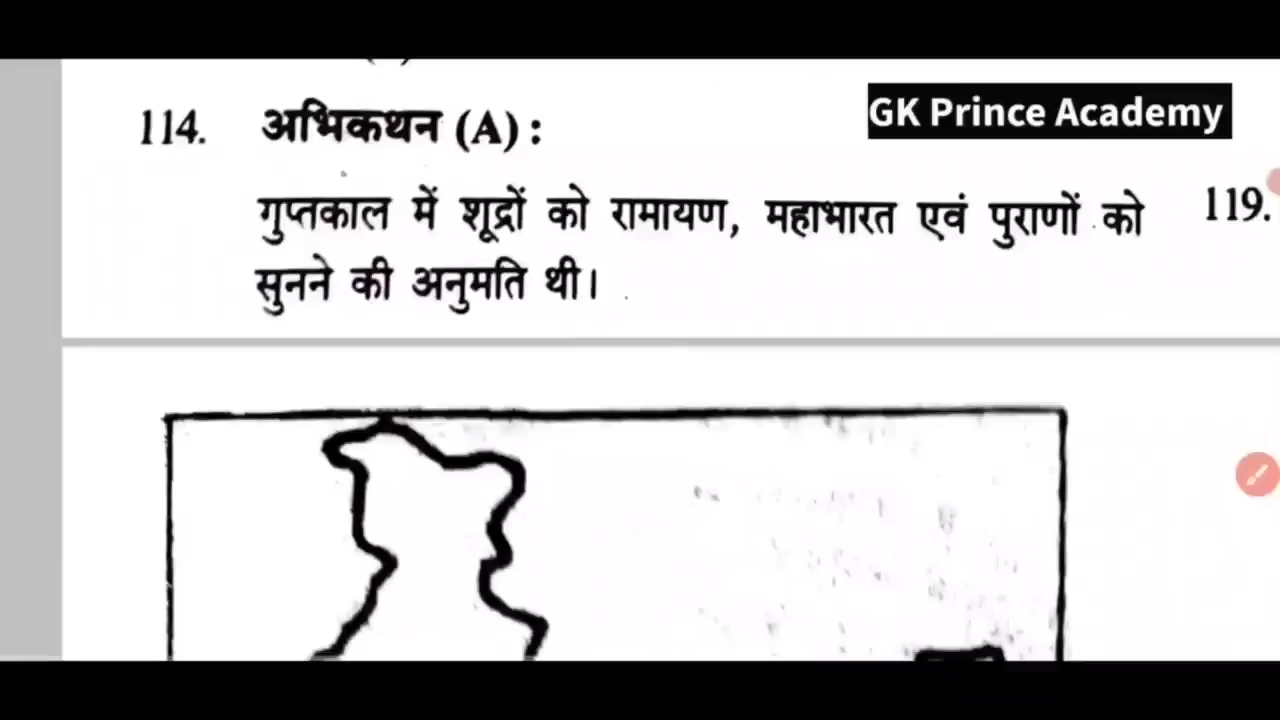 GK Prince Academy
114. अभिकथन (A) :
गुप्तकाल में शूद्रों को रामायण, महाभारत एवं पुराणों को
सुनने की अनुमति थी।
119.